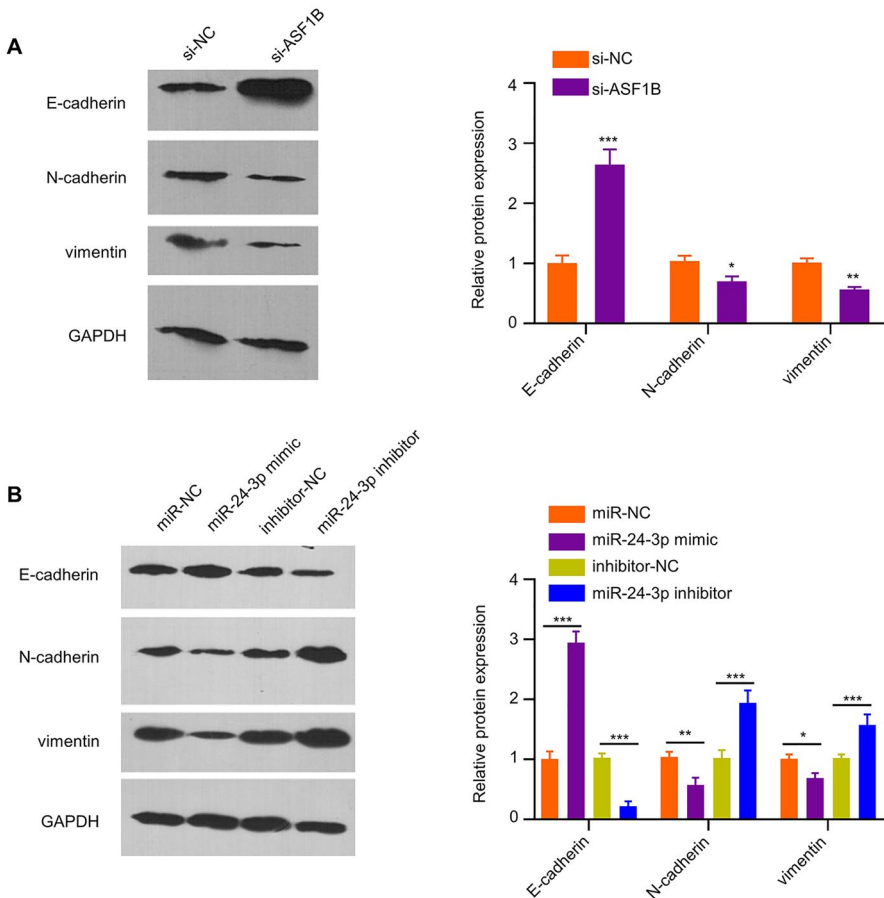 A
si-NC
si-ASF1B
E-cadherin
N-cadherin
vimentin
GAPDH
si-NC
si-ASF1B
Relative protein expression
4
3
2
1
0
***
*
**
E-cadherin
N-cadherin
vimentin
B
miR-NC
miR-24-3p mimic
inhibitor-NC
miR-24-3p inhibitor
E-cadherin
N-cadherin
vimentin
GAPDH
miR-NC
miR-24-3p mimic
inhibitor-NC
miR-24-3p inhibitor
Relative protein expression
4
3
2
1
0
***
***
**
***
*
***
E-cadherin
N-cadherin
vimentin